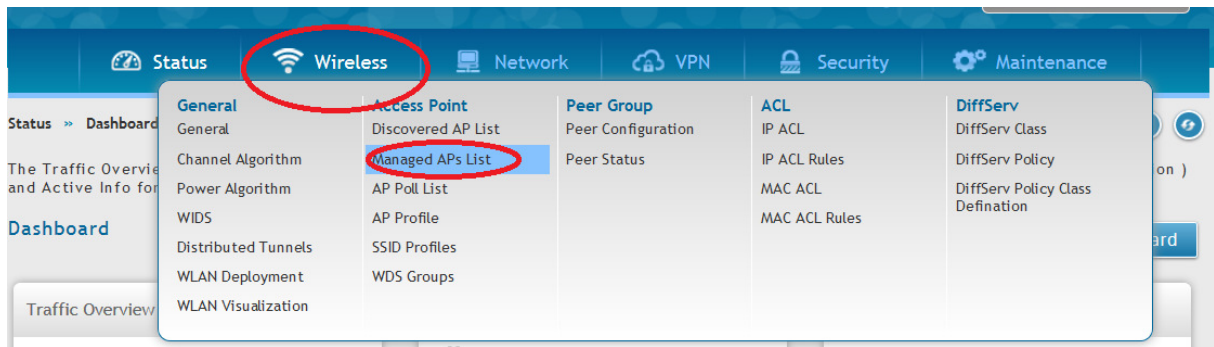 Status
Wireless
Network
VPN
Security
Maintenance
Status » Dashboard
The Traffic Overvie
and Active Info for
on )
Dashboard
ard
Traffic Overview
General
General
Channel Algorithm
Power Algorithm
WIDS
Distributed Tunnels
WLAN Deployment
WLAN Visualization
Access Point
Discovered AP List
Managed APs List
AP Poll List
AP Profile
SSID Profiles
WDS Groups
Peer Group
Peer Configuration
Peer Status
ACL
IP ACL
IP ACL Rules
MAC ACL
MAC ACL Rules
DiffServ
DiffServ Class
DiffServ Policy
DiffServ Policy Class
Defination